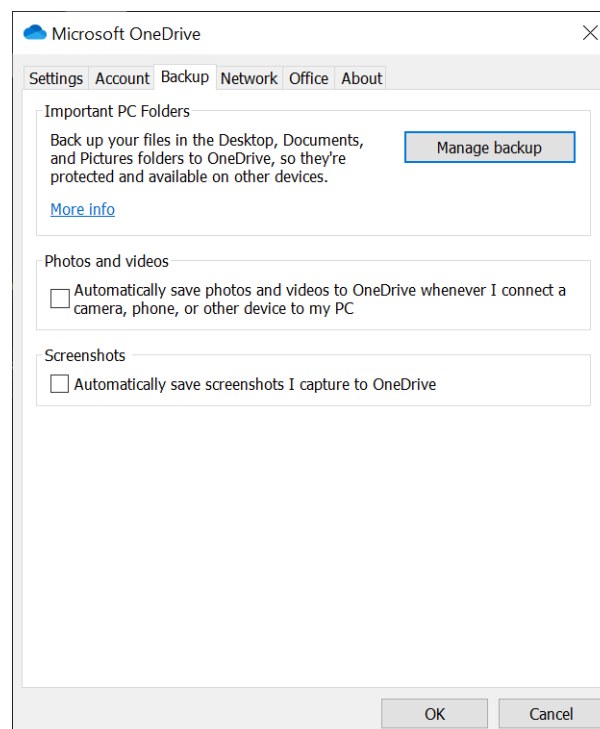 Microsoft OneDrive
Settings Account Backup Network Office About
Important PC Folders
Back up your files in the Desktop, Documents,
and Pictures folders to OneDrive, so they're
protected and available on other devices.
Manage backup
More info
Photos and videos
Automatically save photos and videos to OneDrive whenever I connect a
camera, phone, or other device to my PC
Screenshots
Automatically save screenshots I capture to OneDrive
OK Cancel